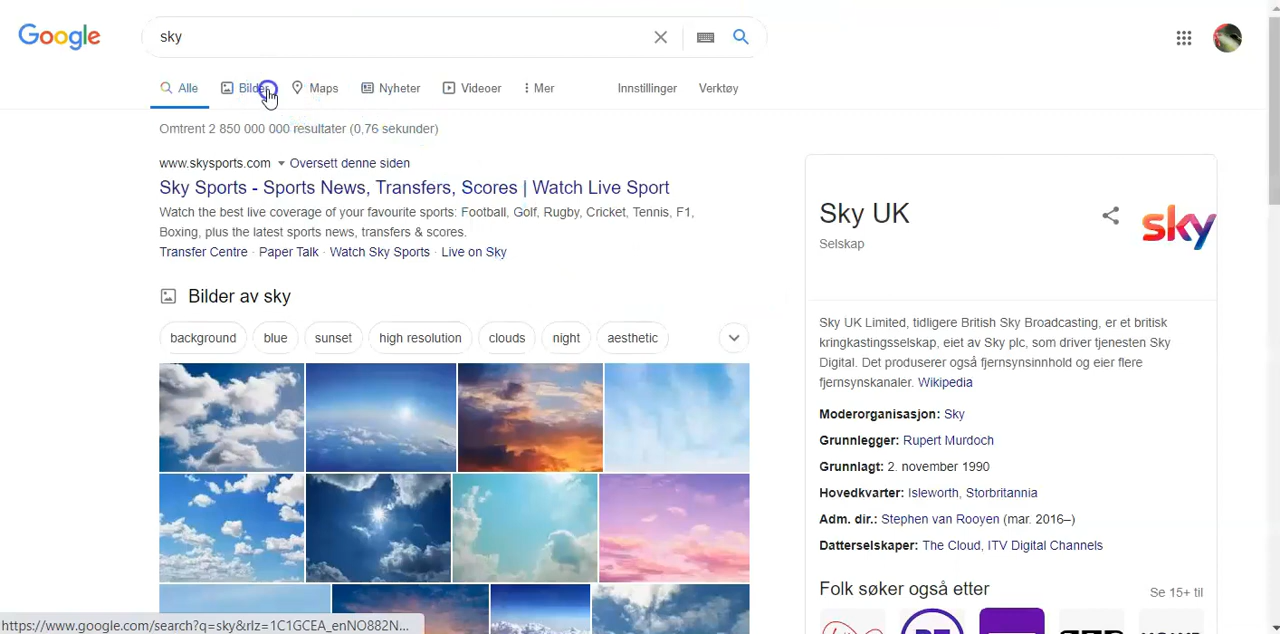 Google
sky
Alle Bilder Maps Nyheter Videoer Mer Innstillinger Verktøy
Omtrent 2 850 000 000 resultater (0,76 sekunder)
www.skysports.com Oversett denne siden
Sky Sports - Sports News, Transfers, Scores | Watch Live Sport
Watch the best live coverage of your favourite sports: Football, Golf, Rugby, Cricket, Tennis, F1,
Boxing, plus the latest sports news, transfers & scores.
Transfer Centre · Paper Talk · Watch Sky Sports · Live on Sky
Bilder av sky
background blue sunset high resolution clouds night aesthetic
Sky UK
Selskap
sky
Sky UK Limited, tidligere British Sky Broadcasting, er et britisk
kringkastingsselskap, eiet av Sky plc, som driver tjenesten Sky
Digital. Det produserer også fjernsynsinnhold og eier flere
fjernsynskanaler. Wikipedia
Moderorganisasjon: Sky
Grunnlegger: Rupert Murdoch
Grunnlagt: 2. november 1990
Hovedkvarter: Isleworth, Storbritannia
Adm. dir.: Stephen van Rooyen (mar. 2016–)
Datterselskaper: The Cloud, ITV Digital Channels
Folk søker også etter
Se 15+ til
https://www.google.com/search?q=sky&rlz=1C1GCEA_enNO882N...